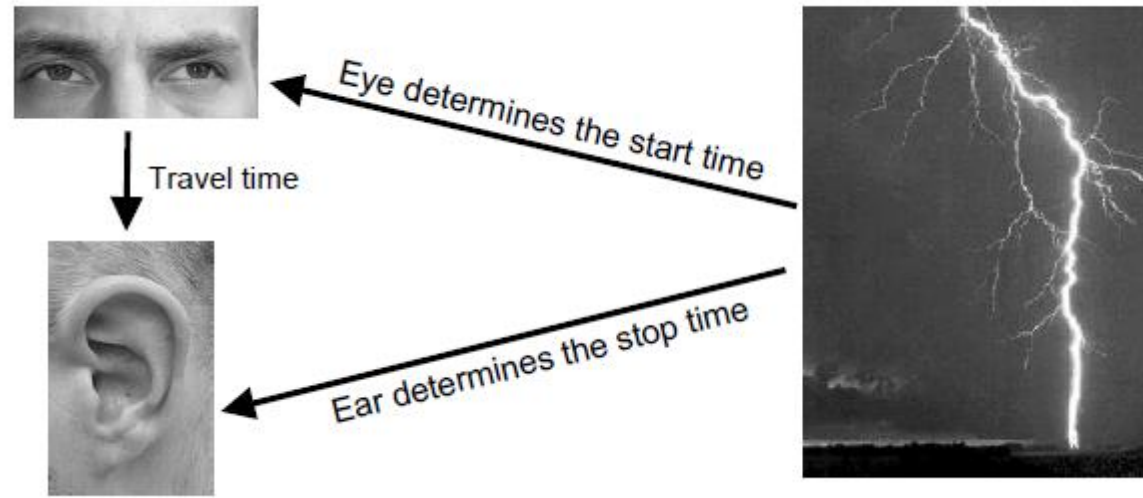 Eye determines the start time
Travel time
Ear determines the stop time